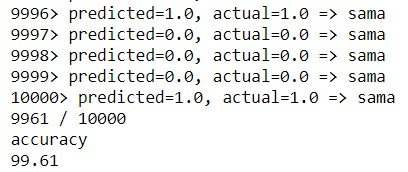 9996> predicted=1.0, actual=1.0 => sama
9997> predicted=0.0, actual=0.0 => sama
9998> predicted=0.0, actual=0.0 => sama
9999> predicted=0.0, actual=0.0 => sama
10000> predicted=1.0, actual=1.0 => sama
9961 / 10000
accuracy
99.61